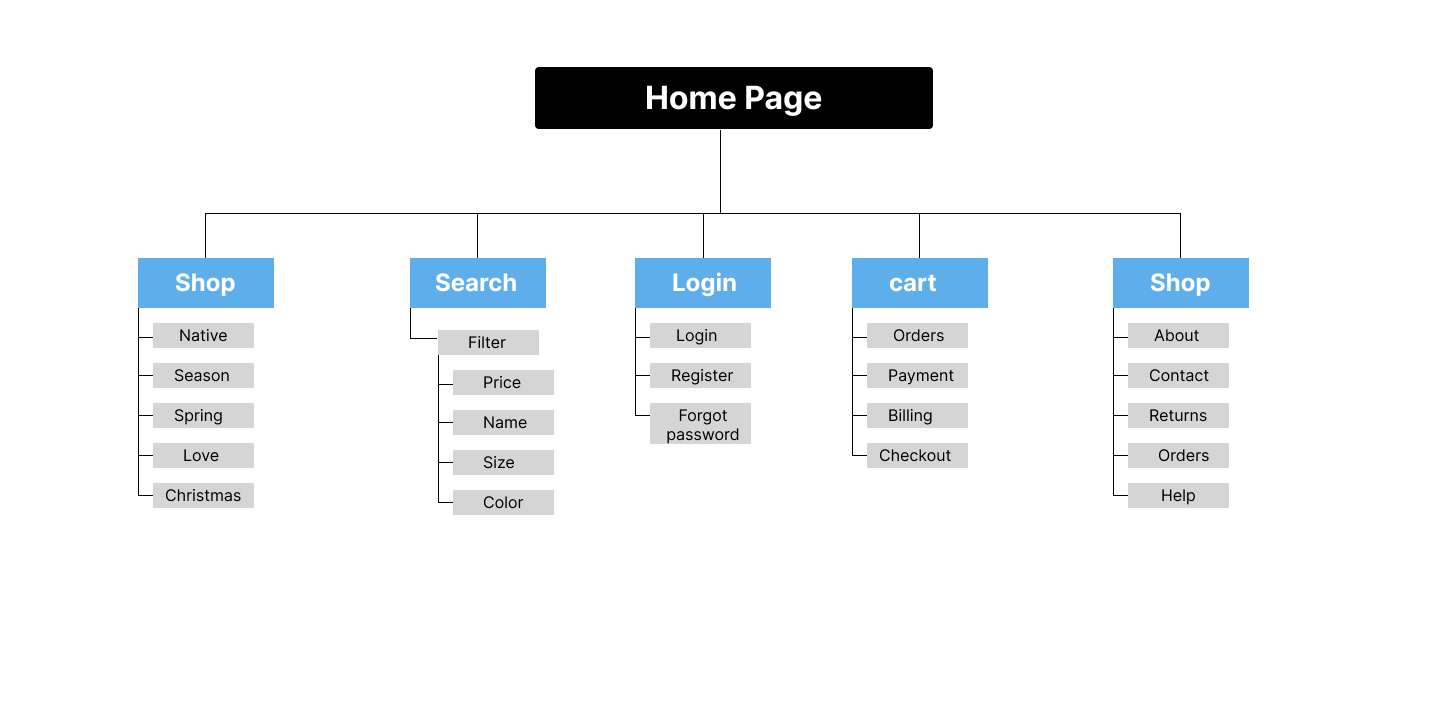 Home Page
Shop
Native
Season
Spring
Love
Christmas
Search
Filter
Price
Name
Size
Color
Login
Login
Register
Forgot
password
cart
Orders
Payment
Billing
Checkout
Shop
About
Contact
Returns
Orders
Help